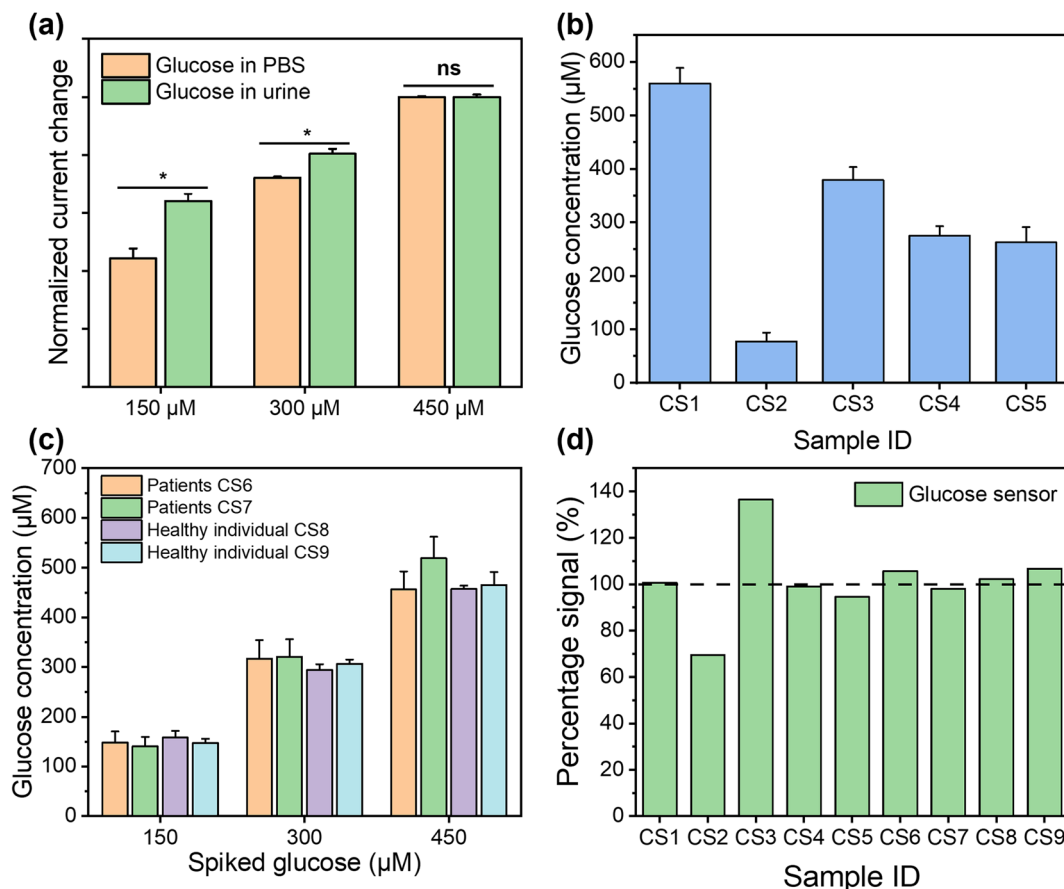 (a)
Glucose in PBS
Glucose in urine
*
*
ns
Normalized current change
150 µM
300 µM
450 µM
(b)
Glucose concentration (µM)
600
500
400
300
200
100
0
CS1
CS2
CS3
CS4
CS5
Sample ID
(c)
Patients CS6
Patients CS7
Healthy individual CS8
Healthy individual CS9
Glucose concentration (µM)
700
600
500
400
300
200
100
0
150
300
450
Spiked glucose (µM)
(d)
Glucose sensor
Percentage signal (%)
140
120
100
80
60
40
20
0
CS1
CS2
CS3
CS4
CS5
CS6
CS7
CS8
CS9
Sample ID